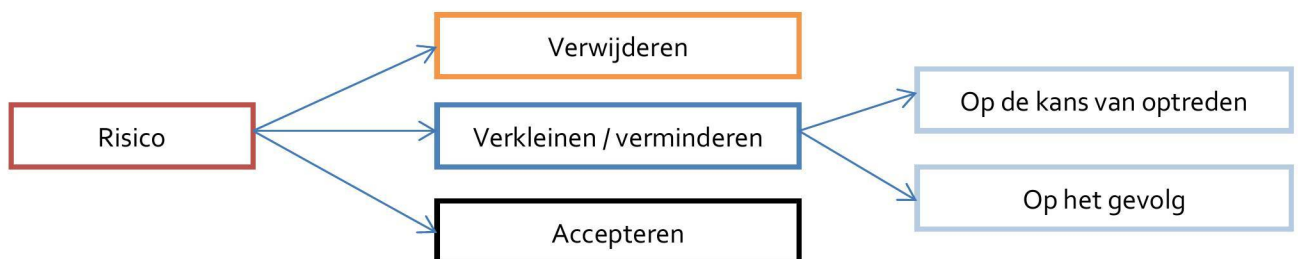 Verwijderen
Op de kans van optreden
Risico
Verkleinen / verminderen
Op het gevolg
Accepteren